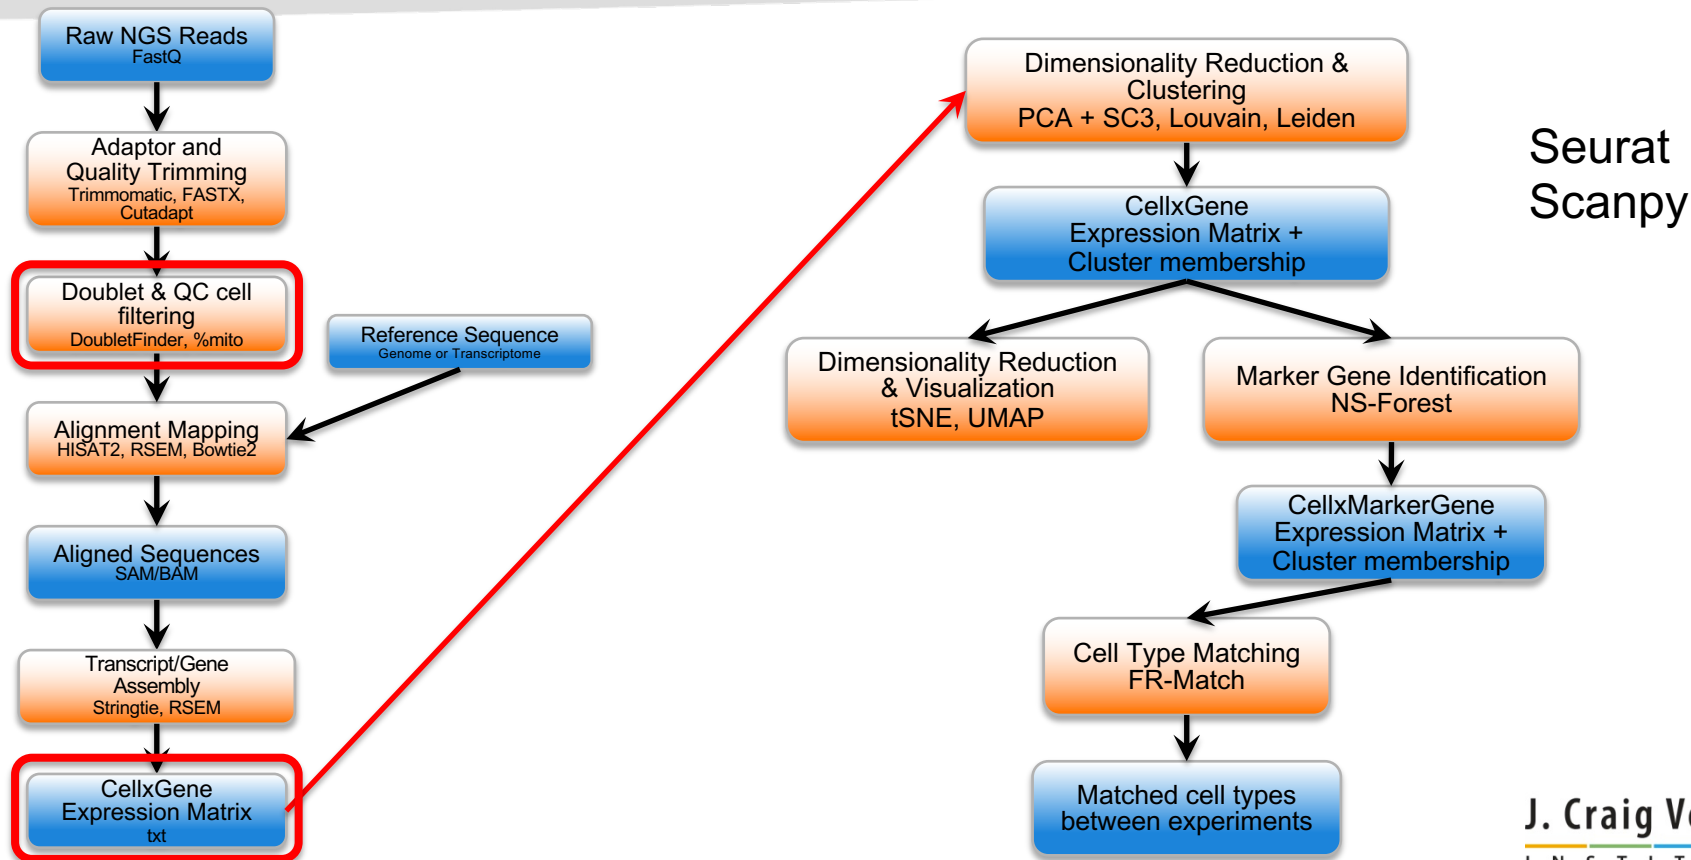 Raw NGS Reads
FastQ
Adaptor and
Quality Trimming
Trimmomatic, FASTX,
Cutadapt
Doublet & QC cell
filtering
DoubletFinder, %mito
Reference Sequence
Genome or Transcriptome
Alignment Mapping
HISAT2, RSEM, Bowtie2
Aligned Sequences
SAM/BAM
Transcript/Gene
Assembly
Stringtie, RSEM
CellxGene
Expression Matrix
txt
Dimensionality Reduction &
Clustering
PCA + SC3, Louvain, Leiden
CellxGene
Expression Matrix +
Cluster membership
Dimensionality Reduction
& Visualization
tSNE, UMAP
Marker Gene Identification
NS-Forest
CellxMarkerGene
Expression Matrix +
Cluster membership
Cell Type Matching
FR-Match
Matched cell types
between experiments
Seurat
Scanpy
J. Craig